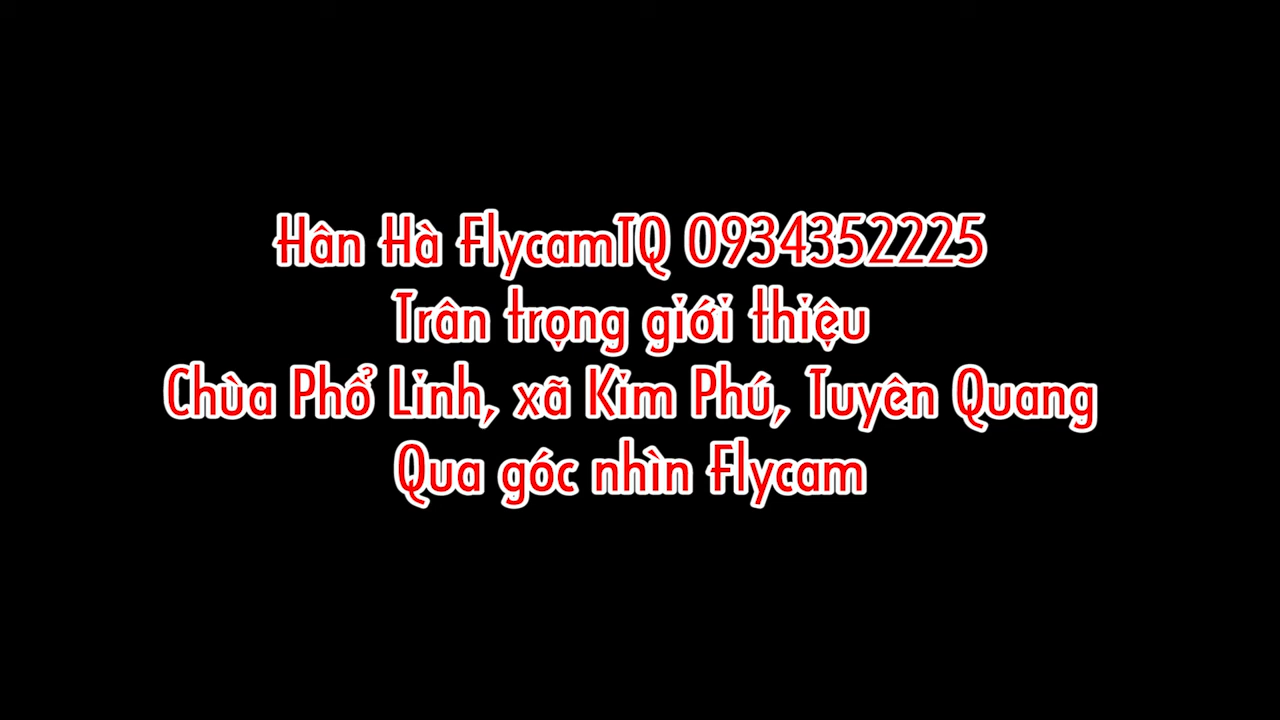 Hân Hà FlycamTQ 0934352225
Trân trọng giới thiệu
Chùa Phổ Linh, xã Kim Phú, Tuyên Quang
Qua góc nhìn Flycam